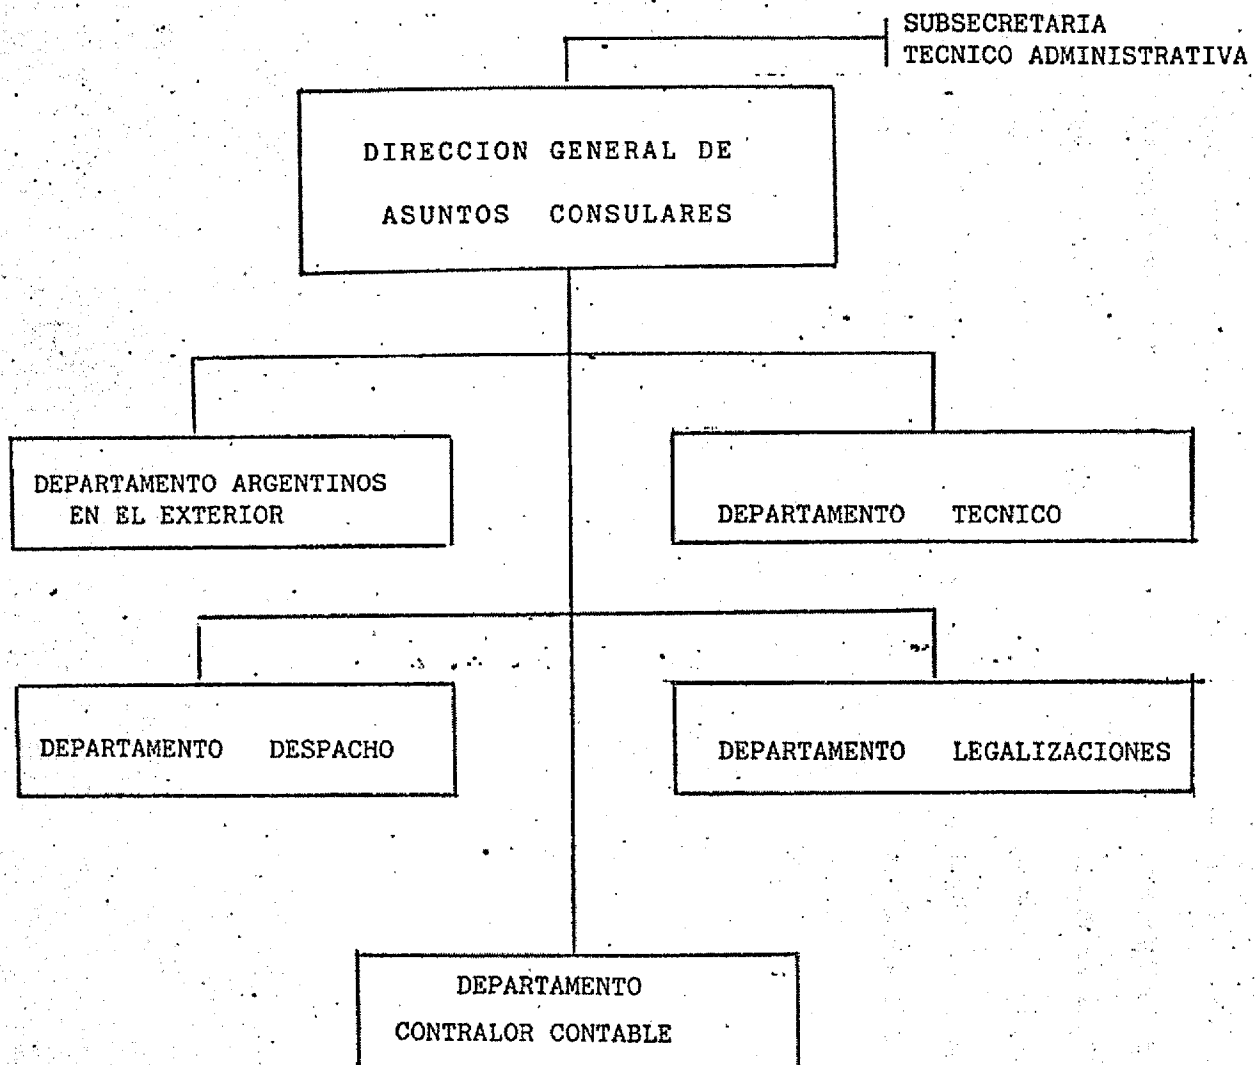 SUBSECRETARIA
TECNICO ADMINISTRATIVA
DIRECCION GENERAL DE
ASUNTOS CONSULARES
DEPARTAMENTO ARGENTINOS
EN EL EXTERIOR
DEPARTAMENTO TECNICO
DEPARTAMENTO DESPACHO
DEPARTAMENTO LEGALIZACIONES
DEPARTAMENTO
CONTRALOR CONTABLE